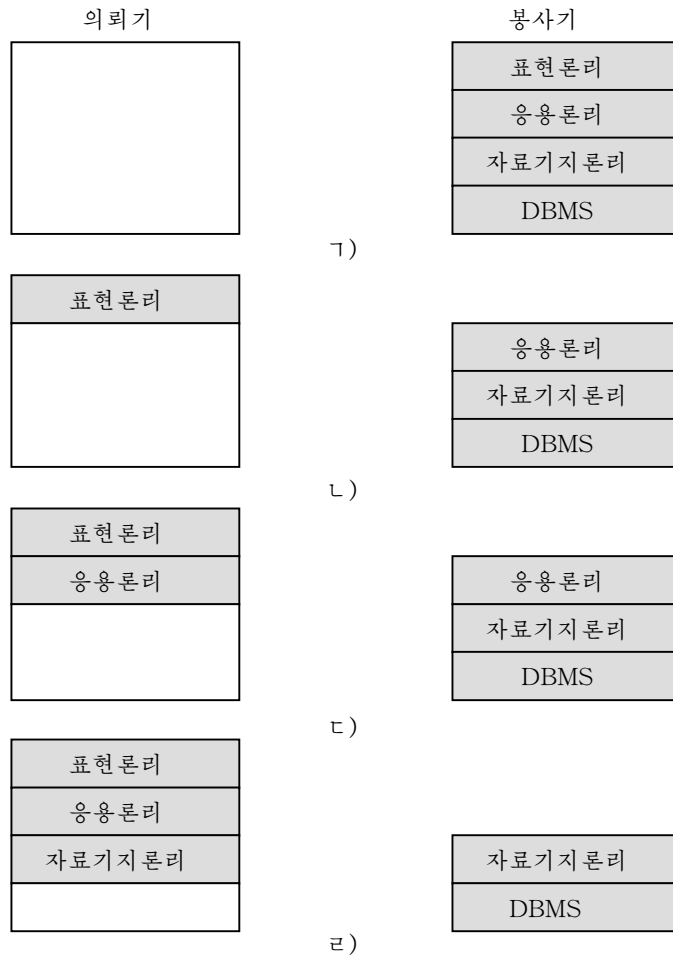 의뢰기
봉사기
표현론리
응용론리
자료기지론리
DBMS
ㄱ)
표현론리
응용론리
자료기지론리
DBMS
ㄴ)
표현론리
응용론리
응용론리
자료기지론리
DBMS
ㄷ)
표현론리
응용론리
자료기지론리
자료기지론리
DBMS
ㄹ)